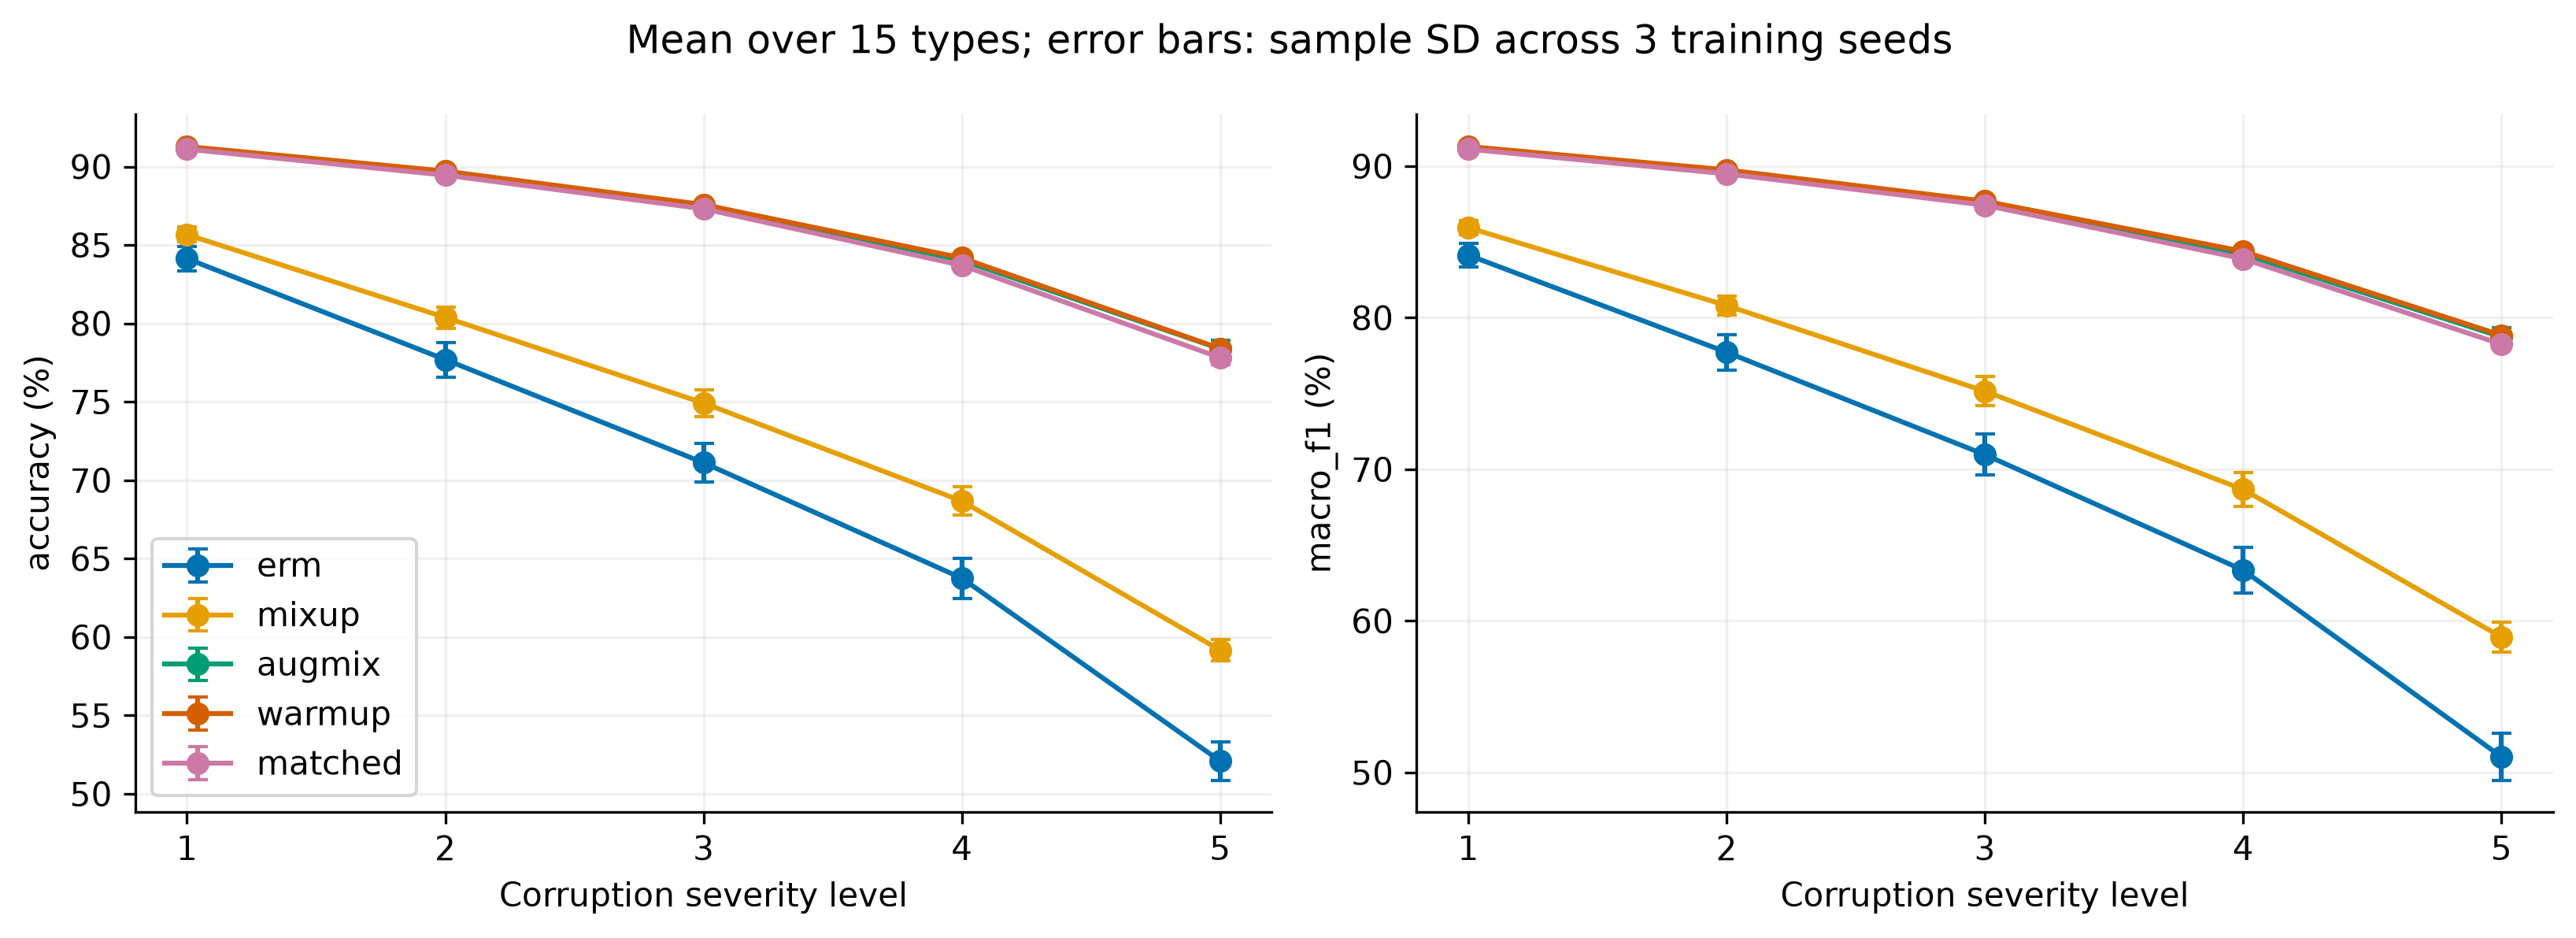 Mean over 15 types; error bars: sample SD across 3 training seeds
accuracy (%)
90
85
80
75
70
65
60
55
50
erm
mixup
augmix
warmup
matched
1 2 3 4 5
Corruption severity level
macro_f1 (%)
90
80
70
60
50
1 2 3 4 5
Corruption severity level